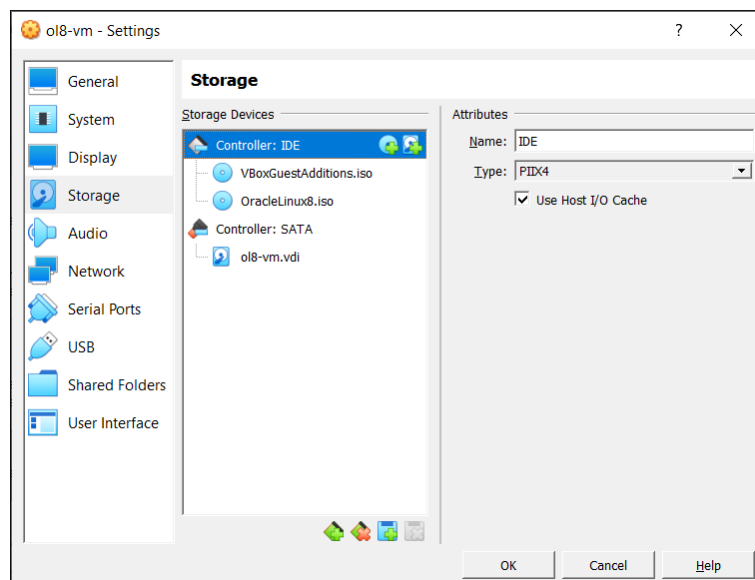 ol8-vm - Settings
?
General
System
Display
Storage
Audio
Network
Serial Ports
USB
Shared Folders
User Interface
Storage
Storage Devices
Controller: IDE
VBoxGuestAdditions.iso
OracleLinux8.iso
Controller: SATA
ol8-vm.vdi
Attributes
Name: IDE
Type: PIIX4
Use Host I/O Cache
OK
Cancel
Help